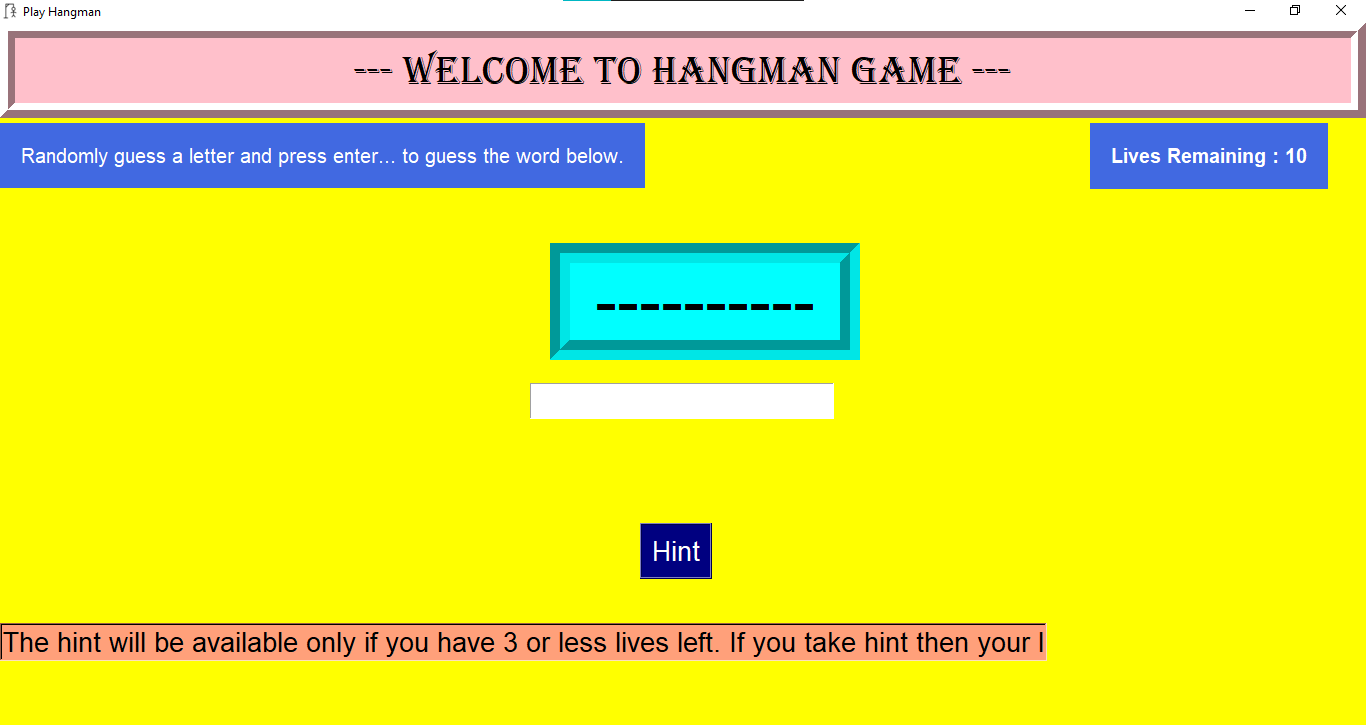 Play Hangman
--- WELCOME TO HANGMAN GAME ---
Randomly guess a letter and press enter... to guess the word below.
Lives Remaining : 10
----------
Hint
The hint will be available only if you have 3 or less lives left. If you take hint then your l